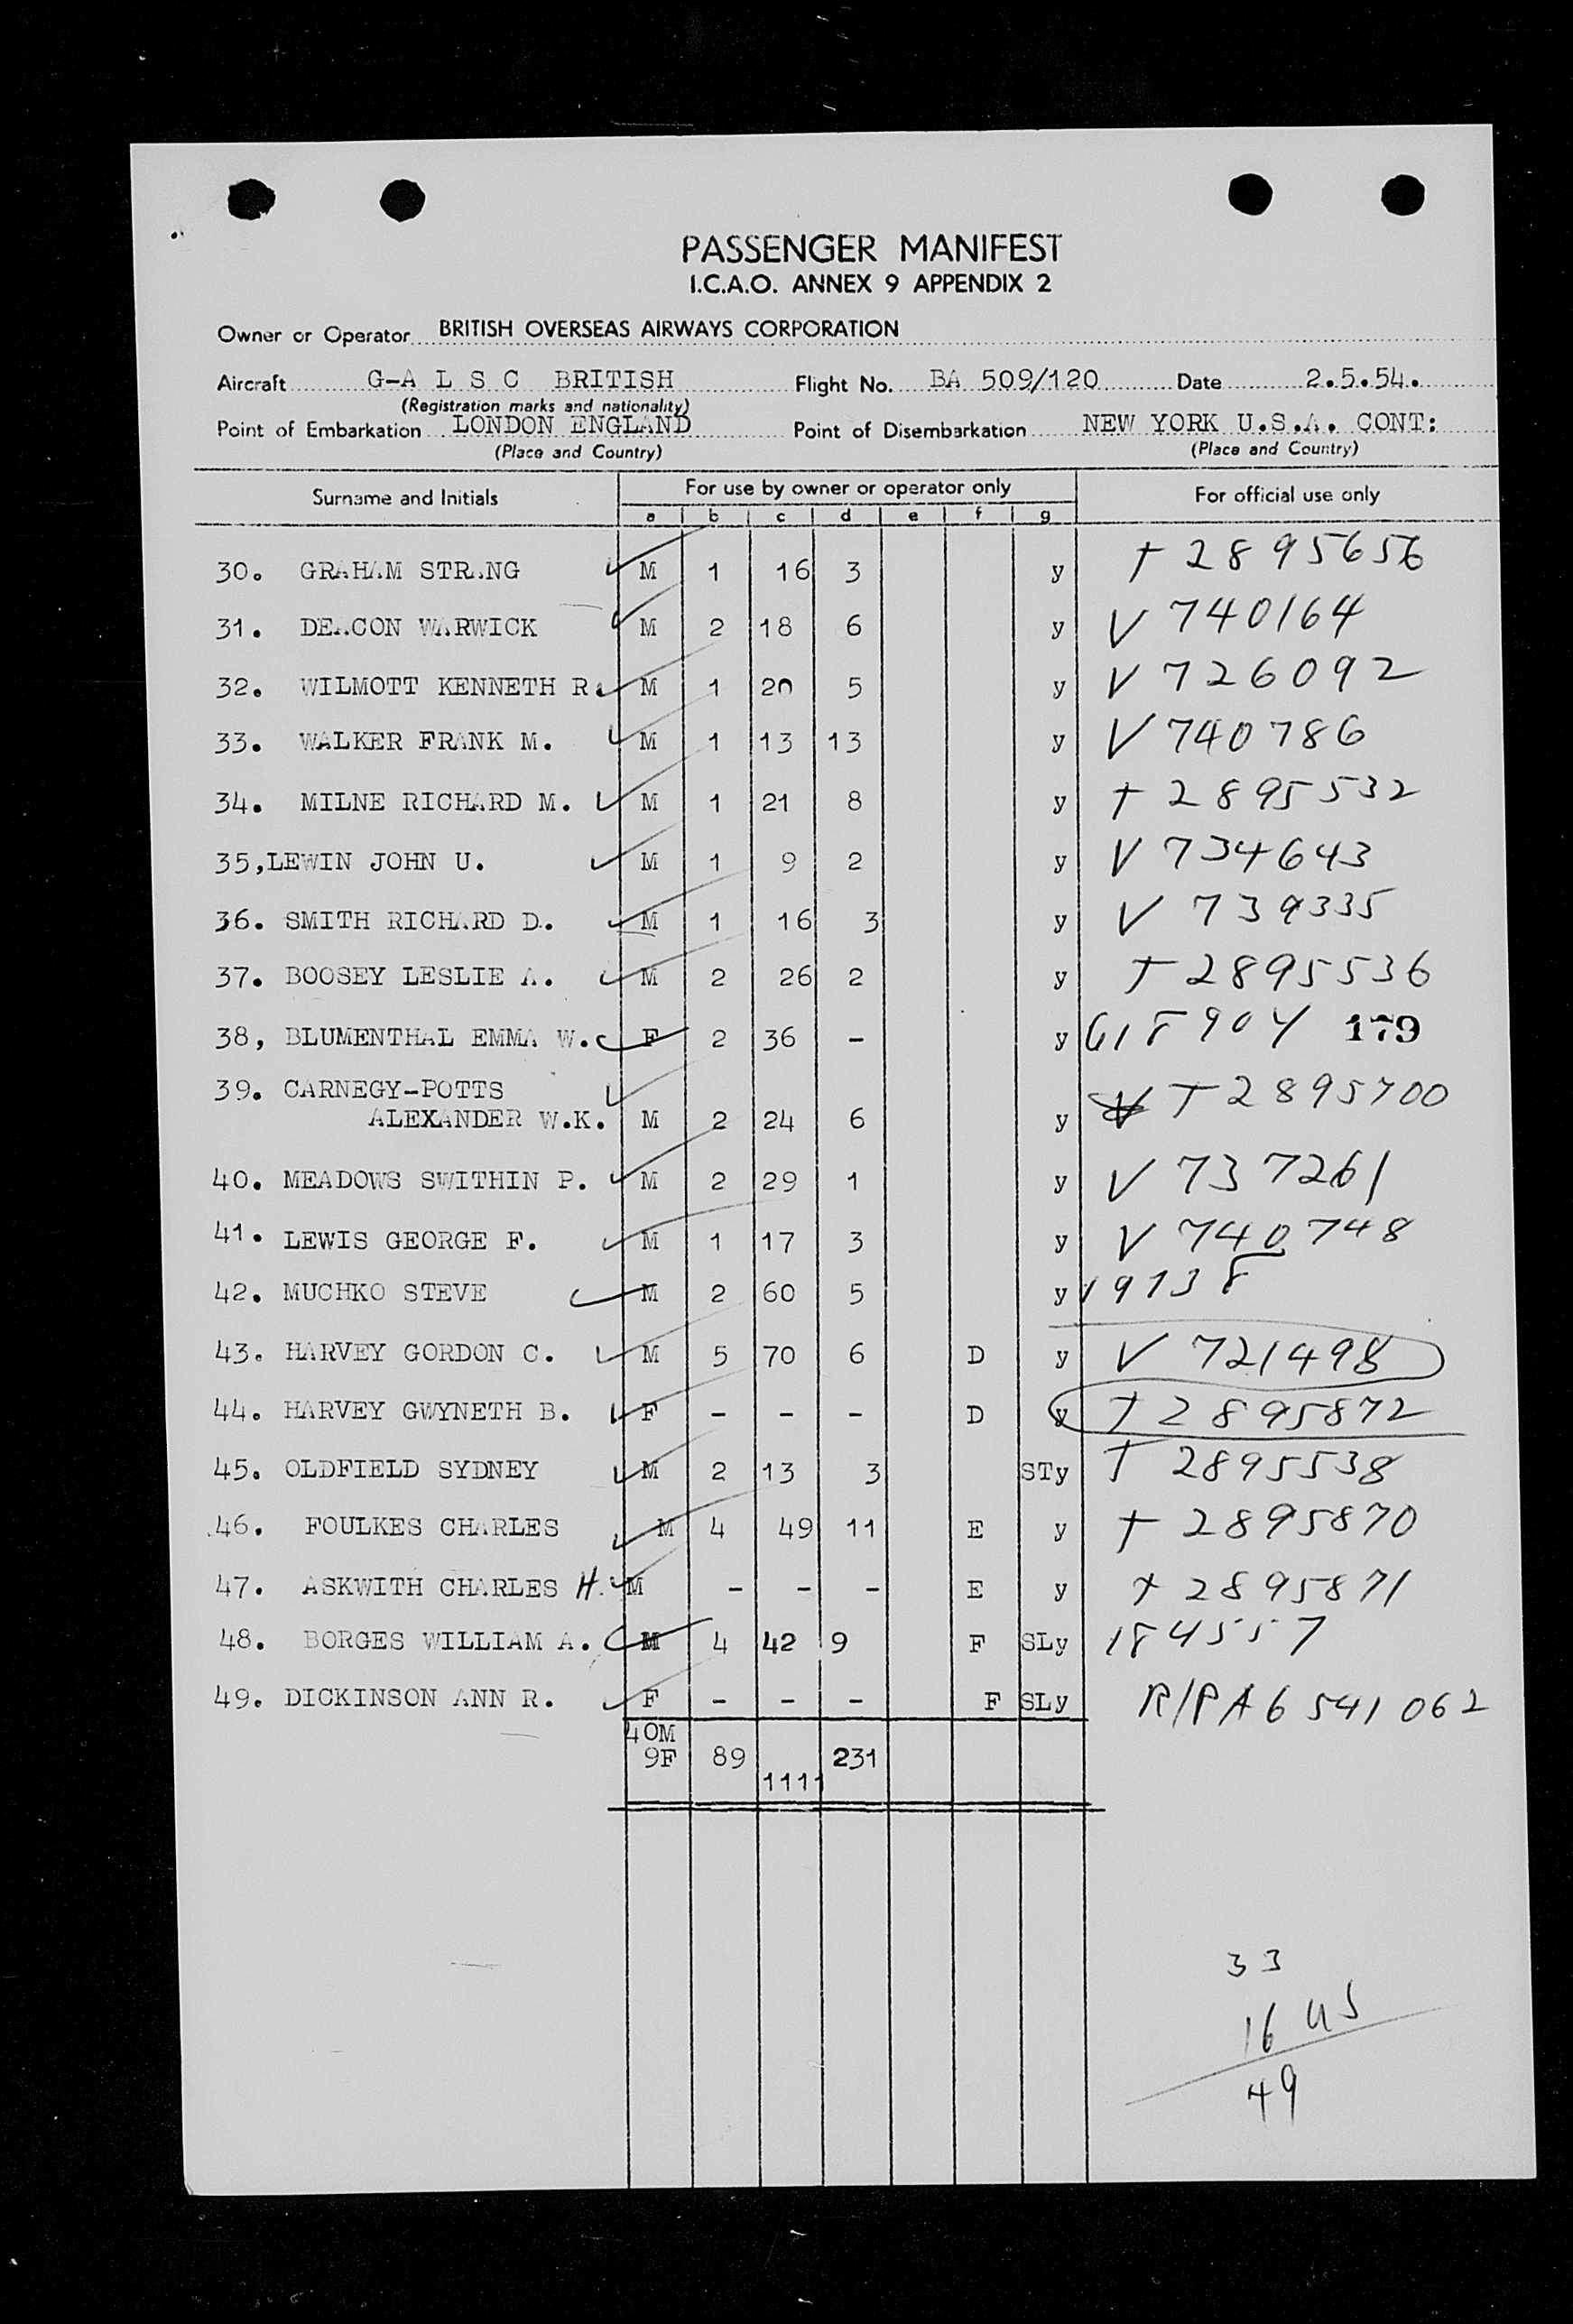 PASSENGER MANIFEST
I.C.A.O. ANNEX 9 APPENDIX 2
Owner or Operator BRITISH OVERSEAS AIRWAYS CORPORATION
Aircraft G-A L S C BRITISH Flight No. BA 509/120 Date 2.5.54.
(Registration marks and nationality)
Point of Embarkation LONDON ENGLAND Point of Disembarkation NEW YORK U.S.A. CONT:
(Place and Country) (Place and Country)
Surname and Initials For use by owner or operator only For official use only
a b c d e f g
30. GRAHAM STRANG M 1 16 3 y T 2895656
31. DEACON WARWICK M 2 18 6 y V 740164
32. WILMOTT KENNETH R. M 1 20 5 y V 726092
33. WALKER FRANK M. M 1 13 13 y V 740786
34. MILNE RICHARD M. M 1 21 8 y T 2895532
35,LEWIN JOHN U. M 1 9 2 y V 734643
36. SMITH RICHARD D. M 1 16 3 y V 739335
37. BOOSEY LESLIE A. M 2 26 2 y T 2895536
38, BLUMENTHAL EMMA W. F 2 36 - y 618904 179
39. CARNEGY-POTTS
ALEXANDER W.K. M 2 24 6 y T 2895700
40. MEADOWS SWITHIN P. M 2 29 1 y V 737261
41. LEWIS GEORGE F. M 1 17 3 y V 740748
42. MUCHKO STEVE M 2 60 5 y 19138
43. HARVEY GORDON C. M 5 70 6 D y V 721498
44. HARVEY GWYNETH B. F - - - D y T 2895872
45. OLDFIELD SYDNEY M 2 13 3 STy T 2895538
46. FOULKES CHARLES M 4 49 11 E y T 2895870
47. ASKWITH CHARLES H. M - - - E y T 2895871
48. BORGES WILLIAM A. M 4 42 9 F SLy 184557
49. DICKINSON ANN R. F - - - F SLy R/P A6 541 062
40M
9F 89 231
1111
33
16 US
49